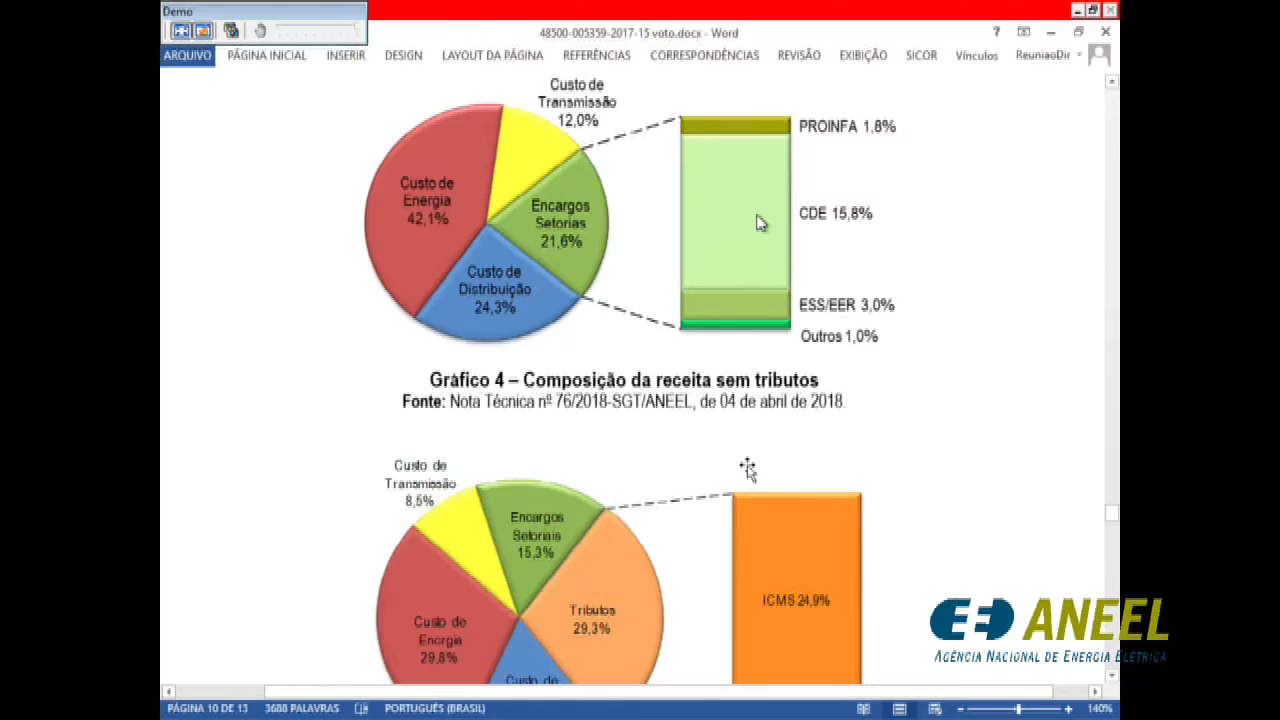 Demo
48500-005359-2017-15 voto.docx - Word
ARQUIVO PÁGINA INICIAL INSERIR DESIGN LAYOUT DA PÁGINA REFERÊNCIAS CORRESPONDÊNCIAS REVISÃO EXIBIÇÃO SICOR Vínculos ReuniaoDir
Custo de
Transmissão
12,0%
Custo de
Energia
42,1%
Encargos
Setorias
21,6%
Custo de
Distribuição
24,3%
PROINFA 1,8%
CDE 15,8%
ESS/EER 3,0%
Outros 1,0%
Gráfico 4 – Composição da receita sem tributos
Fonte: Nota Técnica nº 76/2018-SGT/ANEEL, de 04 de abril de 2018.
Custo de
Transmissão
8,5%
Encargos
Setoriais
15,3%
Tributos
29,3%
Custo de
Energia
29,8%
Custo de
ICMS 24,9%
ANEEL
AGÊNCIA NACIONAL DE ENERGIA ELÉTRICA
PÁGINA 10 DE 13 3688 PALAVRAS PORTUGUÊS (BRASIL) 140%